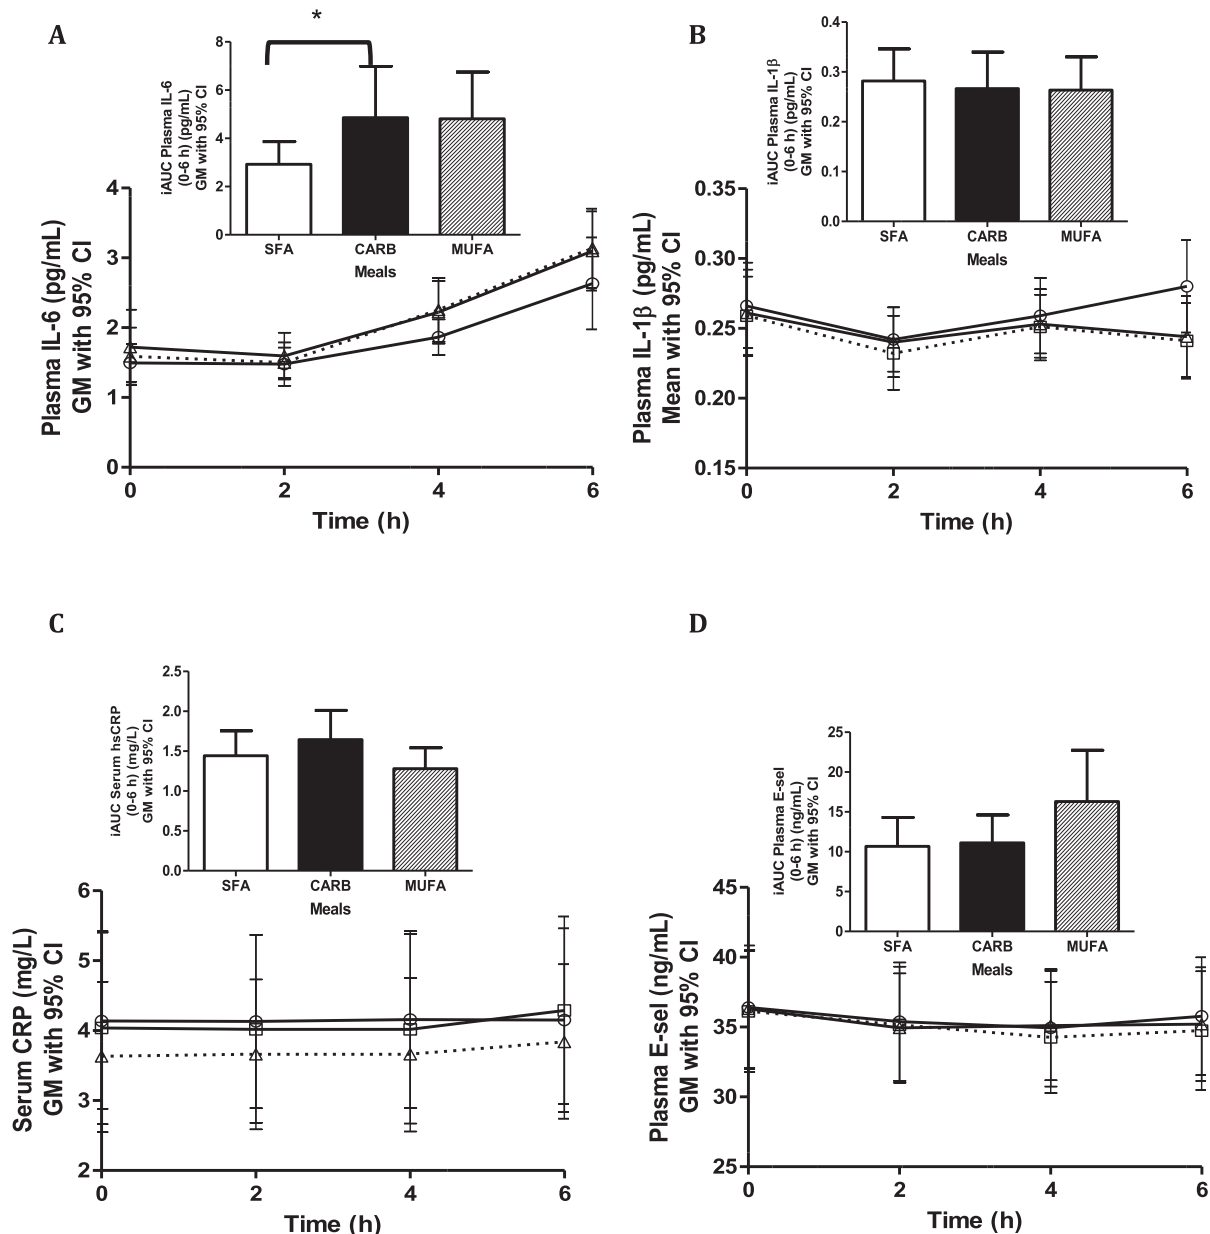 A
*
iAUC Plasma IL-6
(0-6 h) (pg/mL)
GM with 95% CI
8
6
4
2
0
SFA CARB MUFA
Meals
Plasma IL-6 (pg/mL)
GM with 95% CI
4
3
2
1
0
0 2 4 6
Time (h)
B
iAUC Plasma IL-1β
(0-6 h) (pg/mL)
GM with 95% CI
0.4
0.3
0.2
0.1
0.0
SFA CARB MUFA
Meals
Plasma IL-1β (pg/mL)
Mean with 95% CI
0.35
0.30
0.25
0.20
0.15
0 2 4 6
Time (h)
C
iAUC Serum hsCRP
(0-6 h) (mg/L)
GM with 95% CI
2.5
2.0
1.5
1.0
0.5
0.0
SFA CARB MUFA
Meals
Serum CRP (mg/L)
GM with 95% CI
6
5
4
3
2
0 2 4 6
Time (h)
D
iAUC Plasma E-sel
(0-6 h) (ng/mL)
GM with 95% CI
25
20
15
10
5
0
SFA CARB MUFA
Meals
Plasma E-sel (ng/mL)
GM with 95% CI
45
40
35
30
25
0 2 4 6
Time (h)